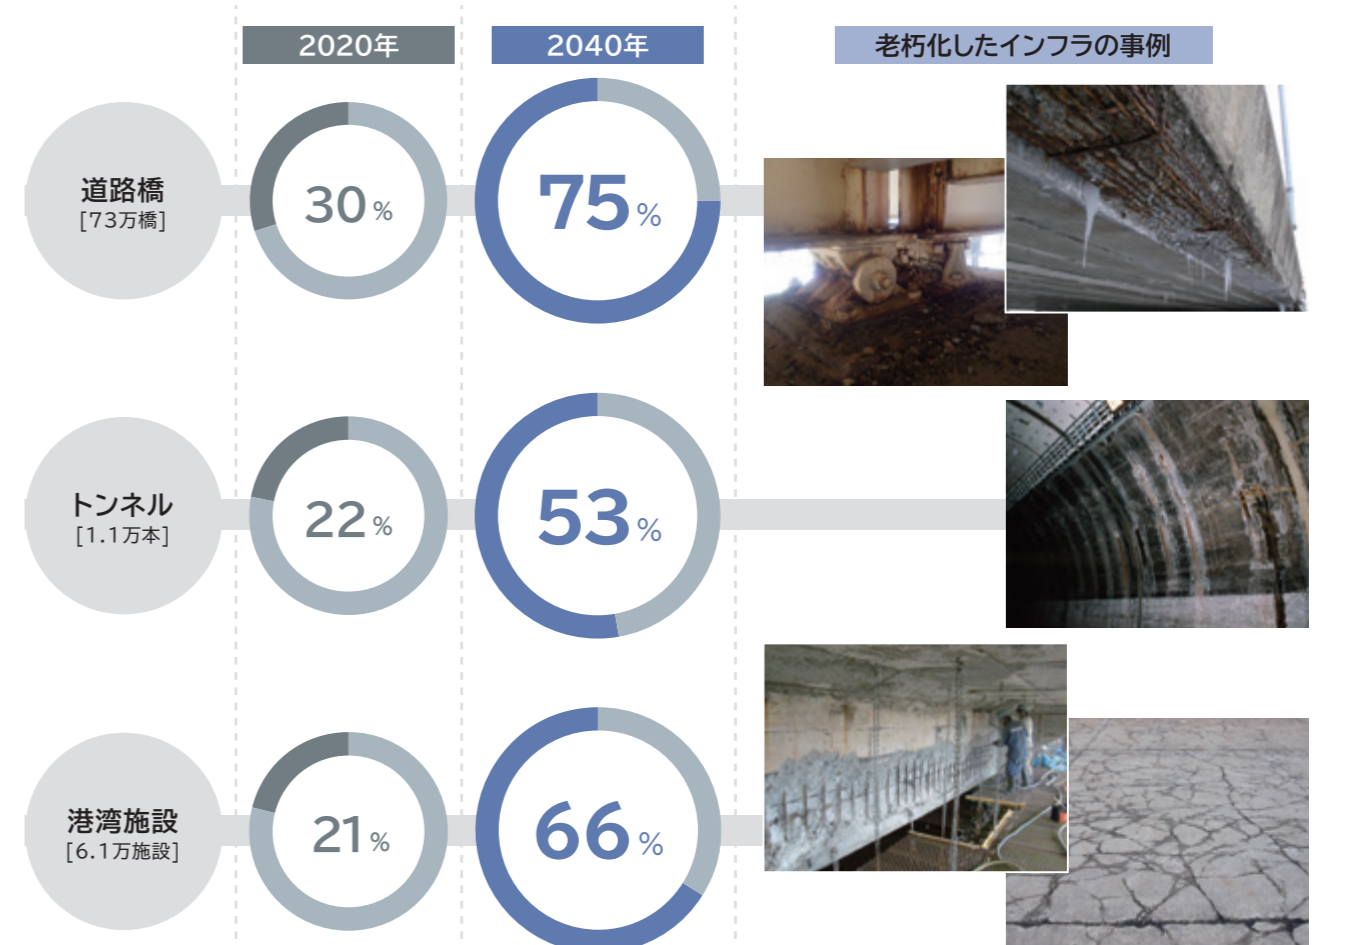 2020年
2040年
老朽化したインフラの事例
道路橋
[73万橋]
30%
75%
トンネル
[1.1万本]
22%
53%
港湾施設
[6.1万施設]
21%
66%